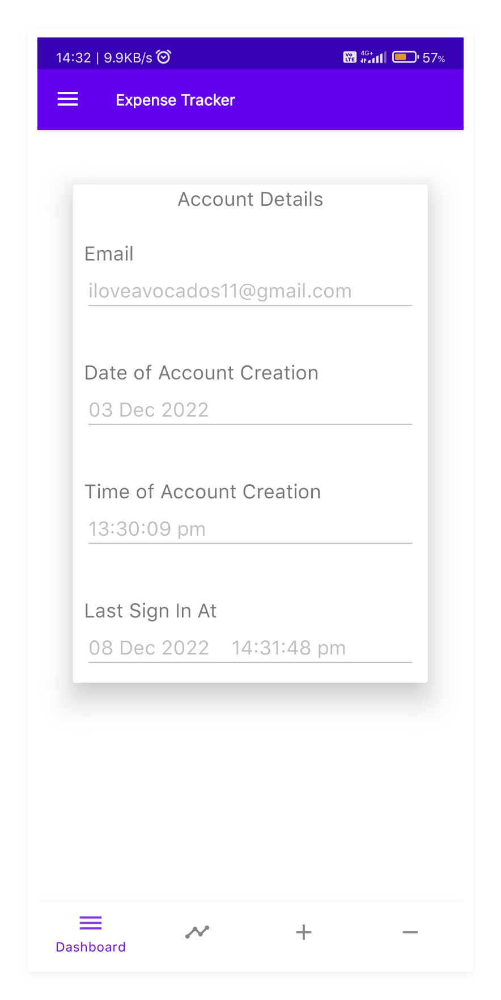 14:32 | 9.9KB/s Vo LTE 4G+ 57%
Expense Tracker
Account Details
Email
iloveavocados11@gmail.com
Date of Account Creation
03 Dec 2022
Time of Account Creation
13:30:09 pm
Last Sign In At
08 Dec 2022 14:31:48 pm
Dashboard